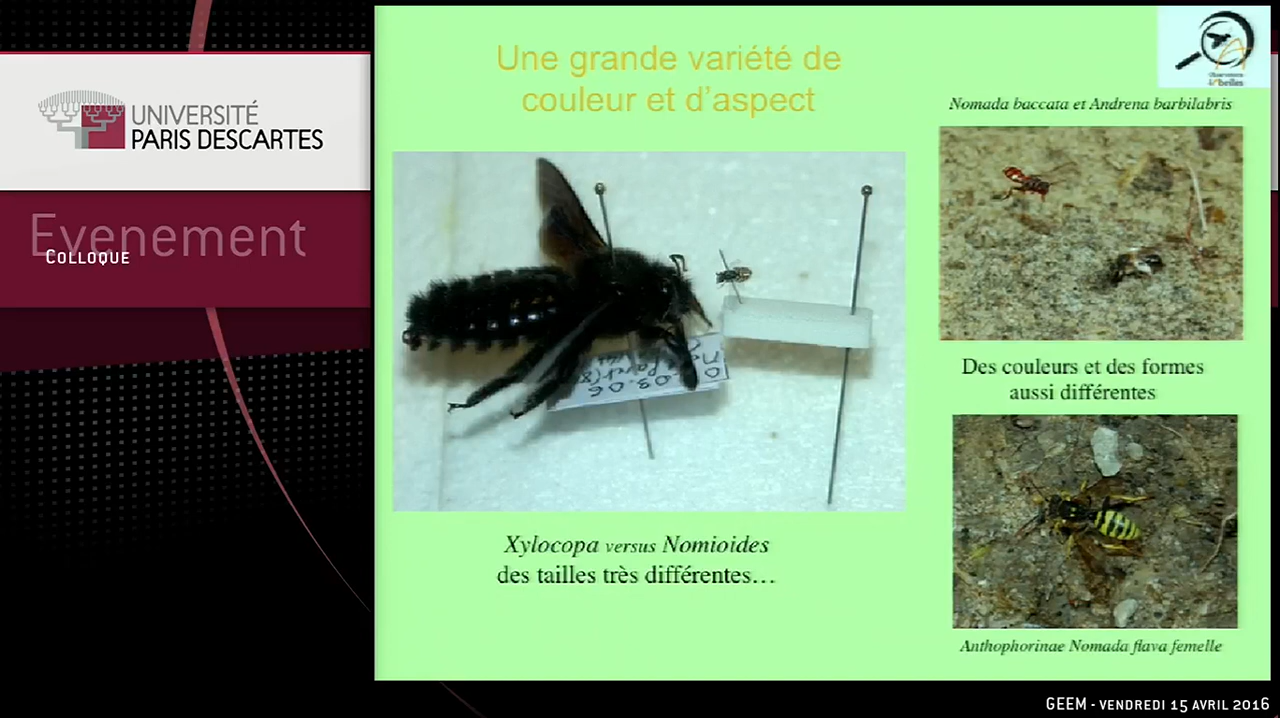 UNIVERSITÉ
PARIS DESCARTES
Evenement
COLLOQUE
Une grande variété de
couleur et d'aspect
Nomada baccata et Andrena barbilabris
Des couleurs et des formes
aussi différentes
Xylocopa versus Nomioides
des tailles très différentes…
Anthophorinae Nomada flava femelle
GEEM - VENDREDI 15 AVRIL 2016